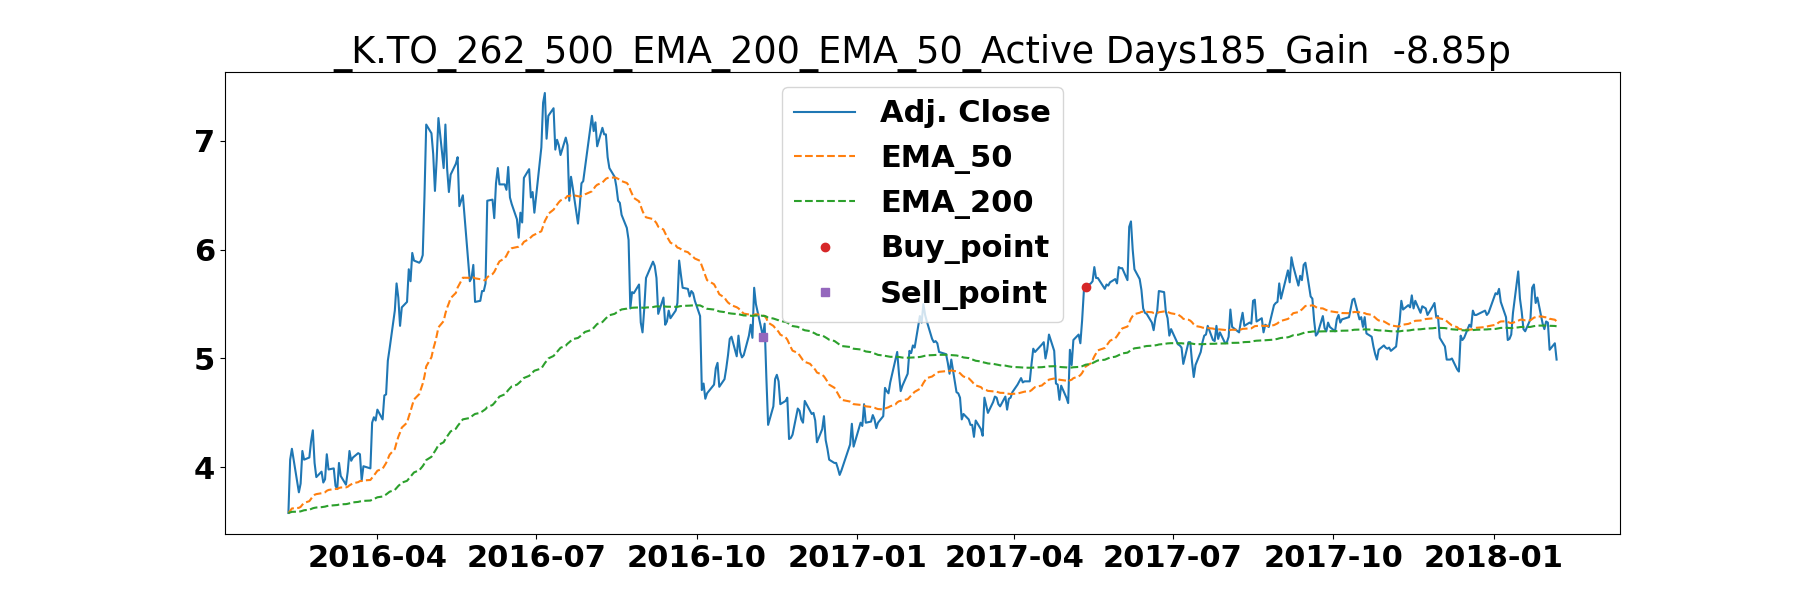 _K.TO_262_500_EMA_200_EMA_50_Active Days185_Gain  -8.85p
Adj. Close
EMA_50
EMA_200
Buy_point
Sell_point
7
6
5
4
2016-04
2016-07
2016-10
2017-01
2017-04
2017-07
2017-10
2018-01